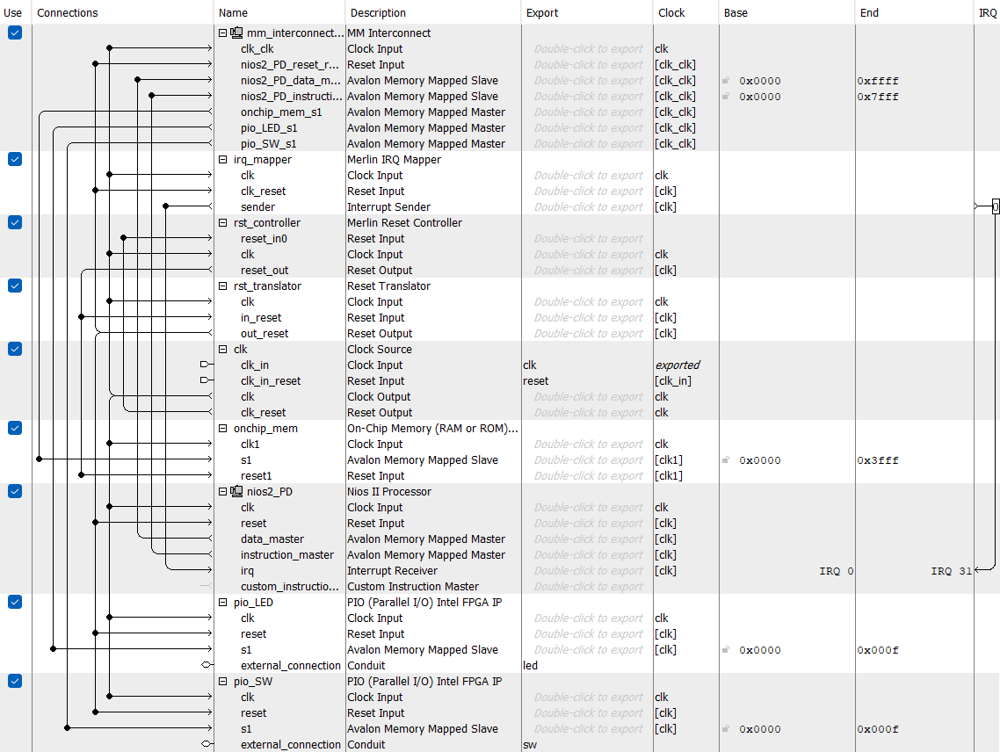 Use Connections Name Description Export Clock Base End IRQ
mm_interconnect... MM Interconnect
clk_clk Clock Input Double-click to export clk
nios2_PD_reset_r... Reset Input Double-click to export [clk_clk]
nios2_PD_data_m... Avalon Memory Mapped Slave Double-click to export [clk_clk] 0x0000 0xffff
nios2_PD_instructi... Avalon Memory Mapped Slave Double-click to export [clk_clk] 0x0000 0x7fff
onchip_mem_s1 Avalon Memory Mapped Master Double-click to export [clk_clk]
pio_LED_s1 Avalon Memory Mapped Master Double-click to export [clk_clk]
pio_SW_s1 Avalon Memory Mapped Master Double-click to export [clk_clk]
irq_mapper Merlin IRQ Mapper
clk Clock Input Double-click to export clk
clk_reset Reset Input Double-click to export [clk]
sender Interrupt Sender Double-click to export [clk] 0
rst_controller Merlin Reset Controller
reset_in0 Reset Input Double-click to export
clk Clock Input Double-click to export clk
reset_out Reset Output Double-click to export [clk]
rst_translator Reset Translator
clk Clock Input Double-click to export clk
in_reset Reset Input Double-click to export [clk]
out_reset Reset Output Double-click to export [clk]
clk Clock Source
clk_in Clock Input clk exported
clk_in_reset Reset Input reset [clk_in]
clk Clock Output Double-click to export clk
clk_reset Reset Output Double-click to export clk
onchip_mem On-Chip Memory (RAM or ROM)...
clk1 Clock Input Double-click to export clk
s1 Avalon Memory Mapped Slave Double-click to export [clk1] 0x0000 0x3fff
reset1 Reset Input Double-click to export [clk1]
nios2_PD Nios II Processor
clk Clock Input Double-click to export clk
reset Reset Input Double-click to export [clk]
data_master Avalon Memory Mapped Master Double-click to export [clk]
instruction_master Avalon Memory Mapped Master Double-click to export [clk]
irq Interrupt Receiver Double-click to export [clk] IRQ 0 IRQ 31
custom_instructio... Custom Instruction Master Double-click to export
pio_LED PIO (Parallel I/O) Intel FPGA IP
clk Clock Input Double-click to export clk
reset Reset Input Double-click to export [clk]
s1 Avalon Memory Mapped Slave Double-click to export [clk] 0x0000 0x000f
external_connection Conduit led
pio_SW PIO (Parallel I/O) Intel FPGA IP
clk Clock Input Double-click to export clk
reset Reset Input Double-click to export [clk]
s1 Avalon Memory Mapped Slave Double-click to export [clk] 0x0000 0x000f
external_connection Conduit sw